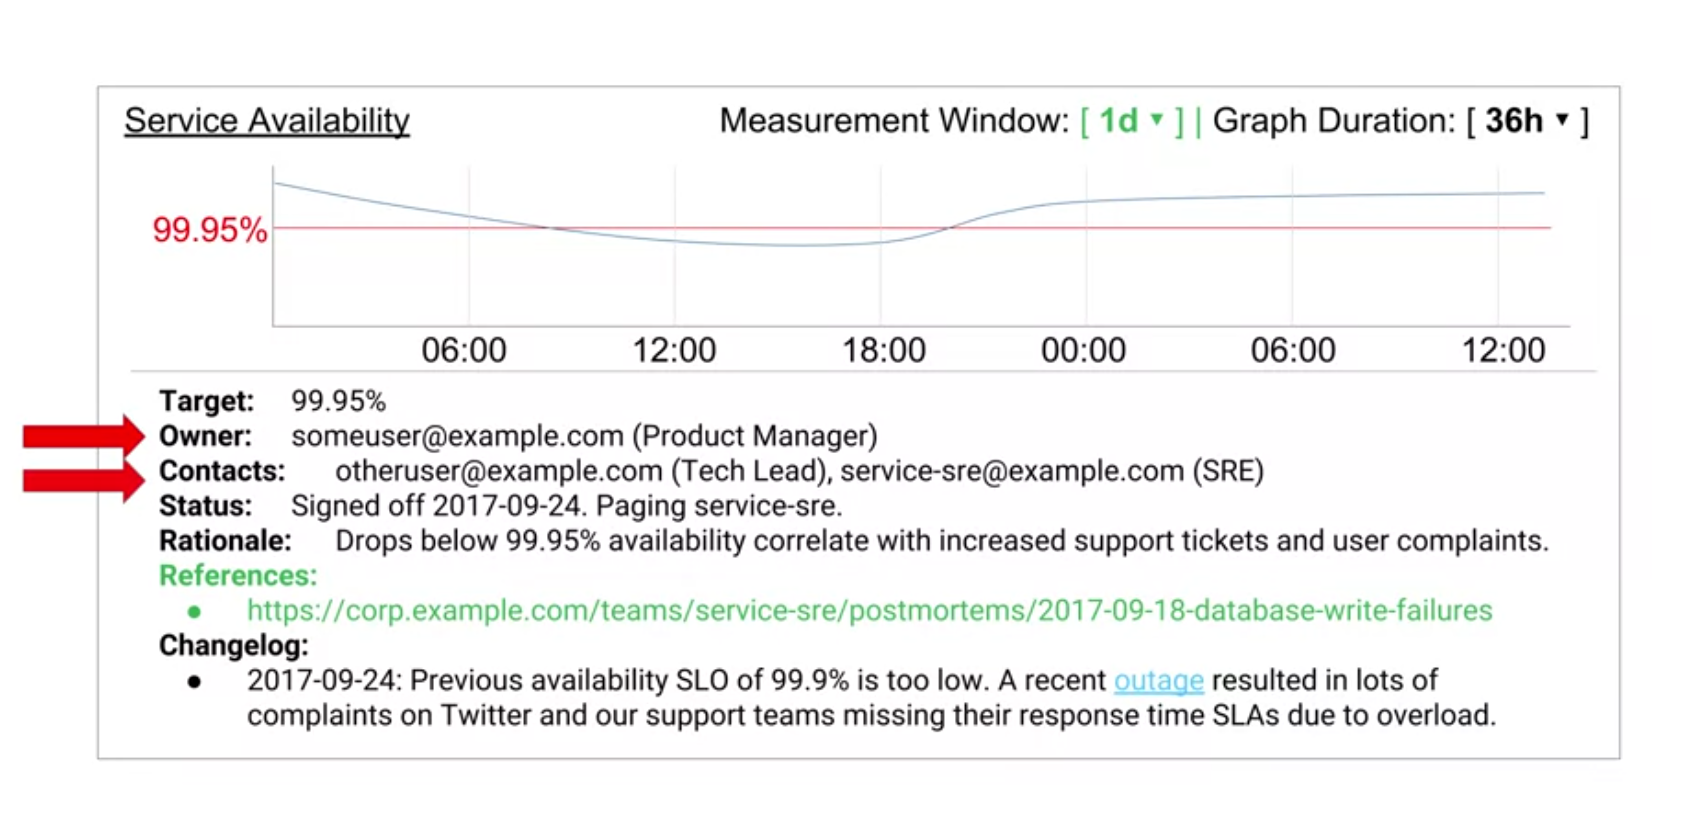 Service Availability Measurement Window: [ 1d ▼ ] | Graph Duration: [ 36h ▼ ]
99.95%
06:00 12:00 18:00 00:00 06:00 12:00
Target: 99.95%
Owner: someuser@example.com (Product Manager)
Contacts: otheruser@example.com (Tech Lead), service-sre@example.com (SRE)
Status: Signed off 2017-09-24. Paging service-sre.
Rationale: Drops below 99.95% availability correlate with increased support tickets and user complaints.
References:
● https://corp.example.com/teams/service-sre/postmortems/2017-09-18-database-write-failures
Changelog:
● 2017-09-24: Previous availability SLO of 99.9% is too low. A recent outage resulted in lots of
complaints on Twitter and our support teams missing their response time SLAs due to overload.